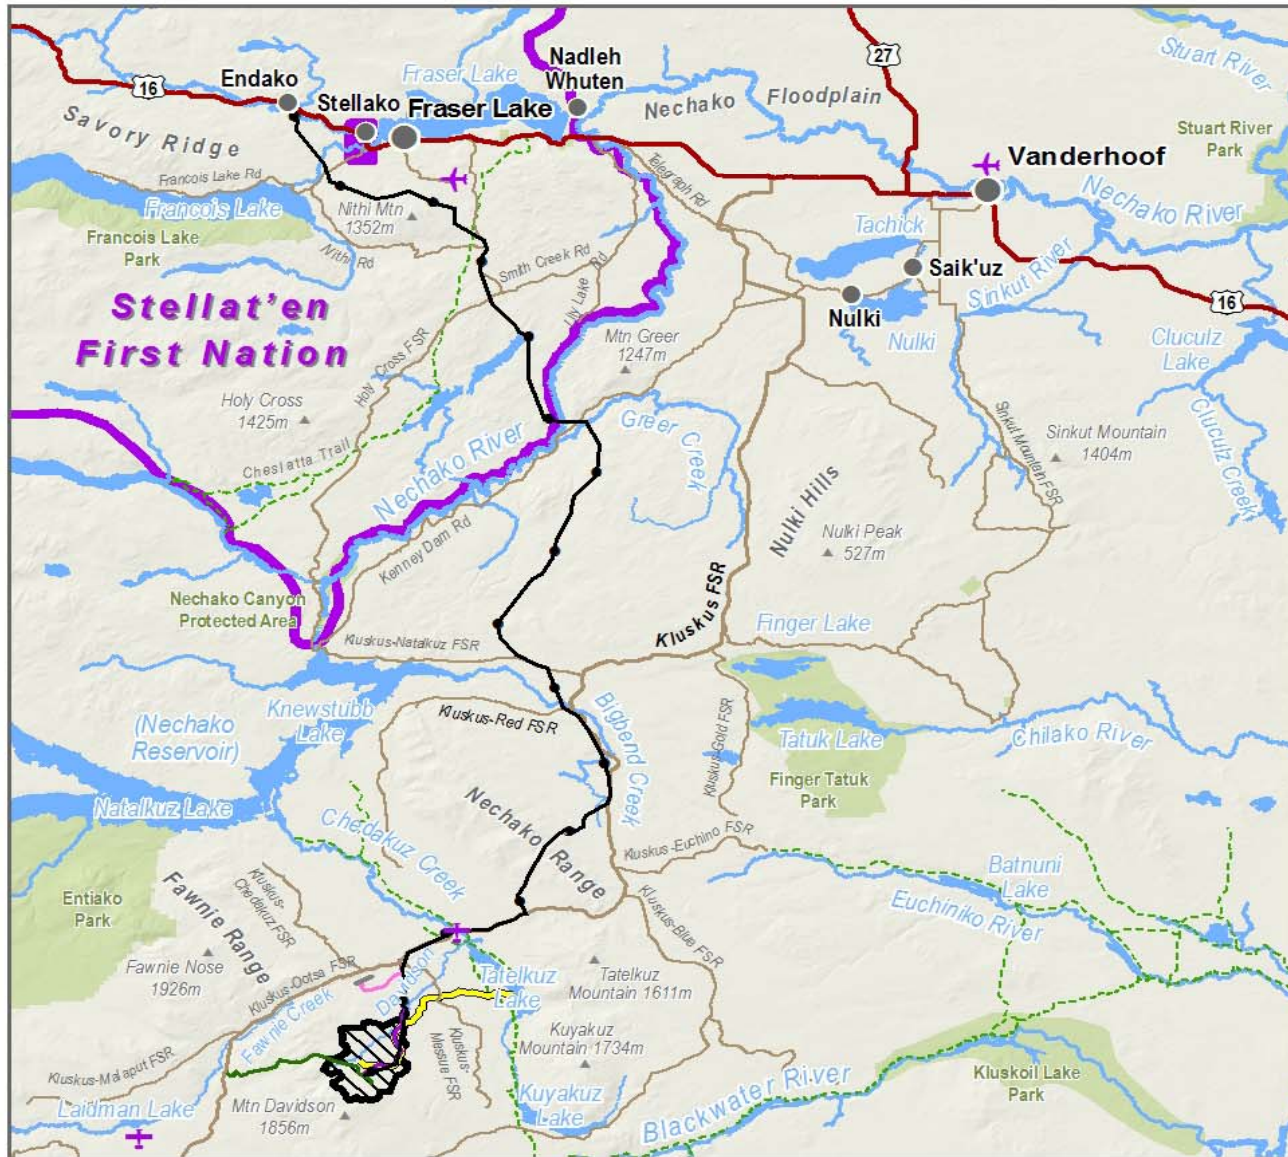 27
Nadleh
Whuten
Stuart River
Fraser Lake
Endako
16
Stellako
Fraser Lake
Nechako Floodplain
Savory Ridge
Stuart River
Park
Vanderhoof
Telegraph Rd
Francois Lake Rd
Francois Lake
Nechako River
Nithi Mtn
1352m
Tachick
Francois Lake
Park
Nithi Rd
Smith Creek Rd
Saik'uz
Sinkut River
Lily Lake Rd
Stellat'en
First Nation
Nulki
16
Mtn Greer
1247m
Nulki
Cluculz
Lake
Holy Cross FSR
Holy Cross
1425m
Greer
Creek
Cluculz Creek
Sinkut Mountain FSR
Sinkut Mountain
1404m
Cheslatta Trail
Nechako River
Nulki Hills
Nulki Peak
527m
Kenney Dam Rd
Nechako Canyon
Protected Area
Kluskus FSR
Finger Lake
Kluskus-Natalkuz FSR
Knewstubb
Lake
(Nechako
Reservoir)
Kluskus-Red FSR
Bigbend Creek
Kluskus-Gold FSR
Tatuk Lake
Chilako River
Finger Tatuk
Park
Natalkuz Lake
Chedakuz Creek
Nechako Range
Kluskus-Euchino FSR
Batnuni
Lake
Euchiniko River
Entiako
Park
Fawnie Range
Kluskus-
Chedekuz FSR
Kluskus-Blue FSR
Fawnie Nose
1926m
Kluskus-Ootsa FSR
Davidson
Tatelkuz
Lake
Tatelkuz
Mountain 1611m
Fawnie Creek
Kluskus-
Messue FSR
Kuyakuz
Mountain 1734m
Kluskus-Malaput FSR
Kluskoil Lake
Park
Laidman Lake
Mtn Davidson
1856m
Kuyakuz
Lake
Blackwater River